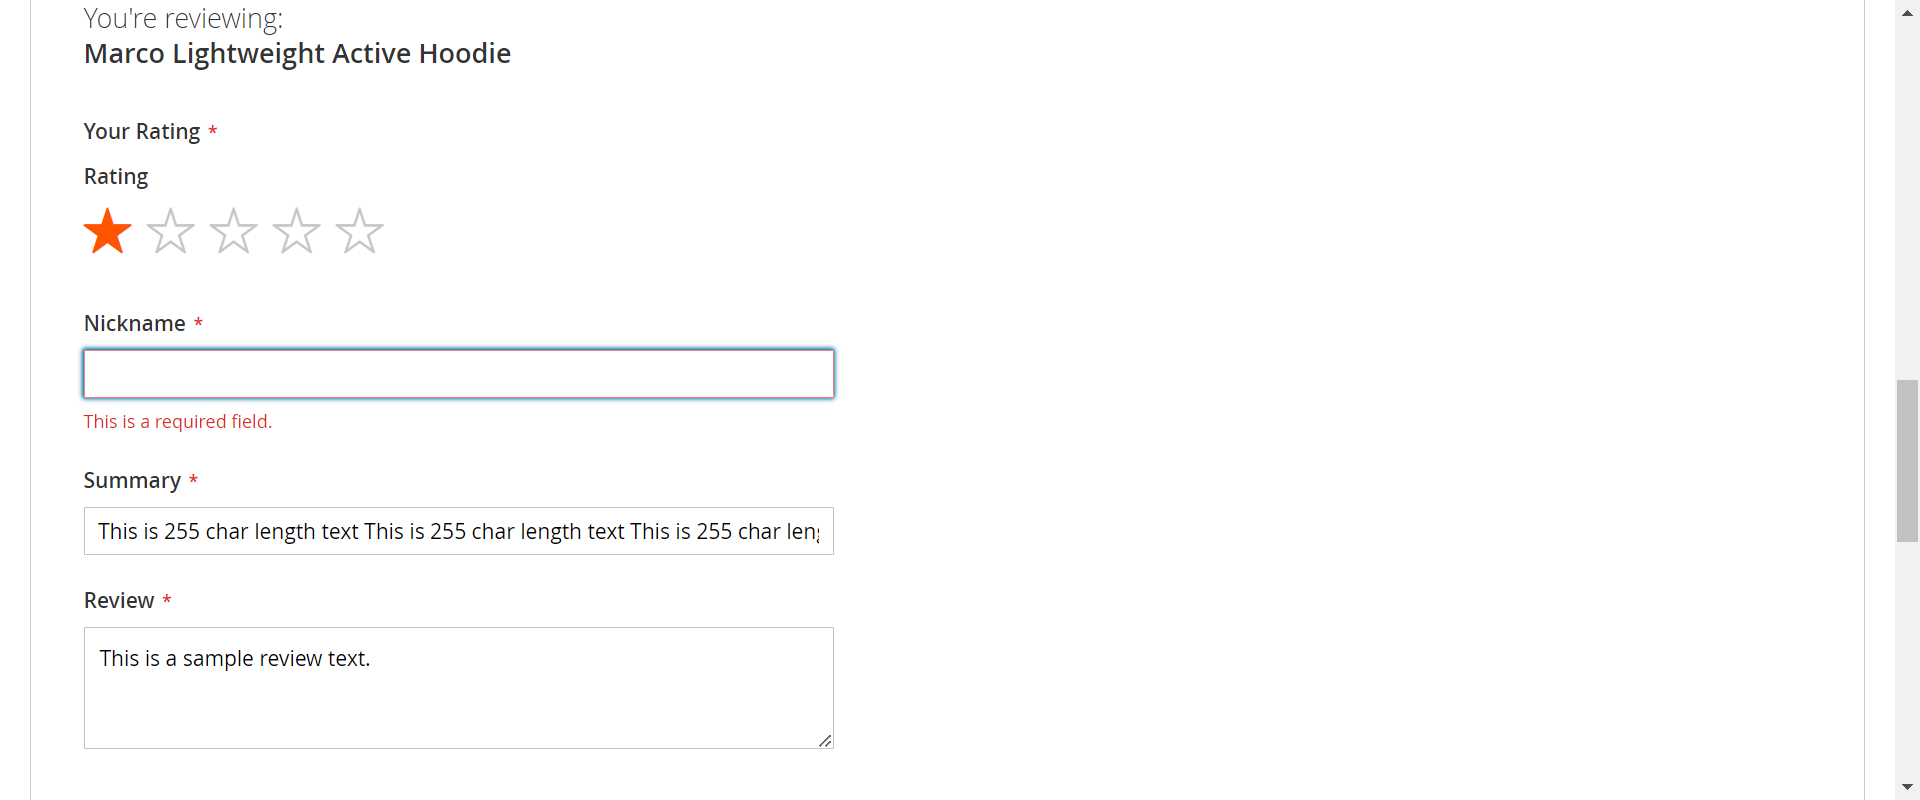 You're reviewing:
Marco Lightweight Active Hoodie
Your Rating *
Rating
Nickname *
This is a required field.
Summary *
This is 255 char length text This is 255 char length text This is 255 char leng
Review *
This is a sample review text.